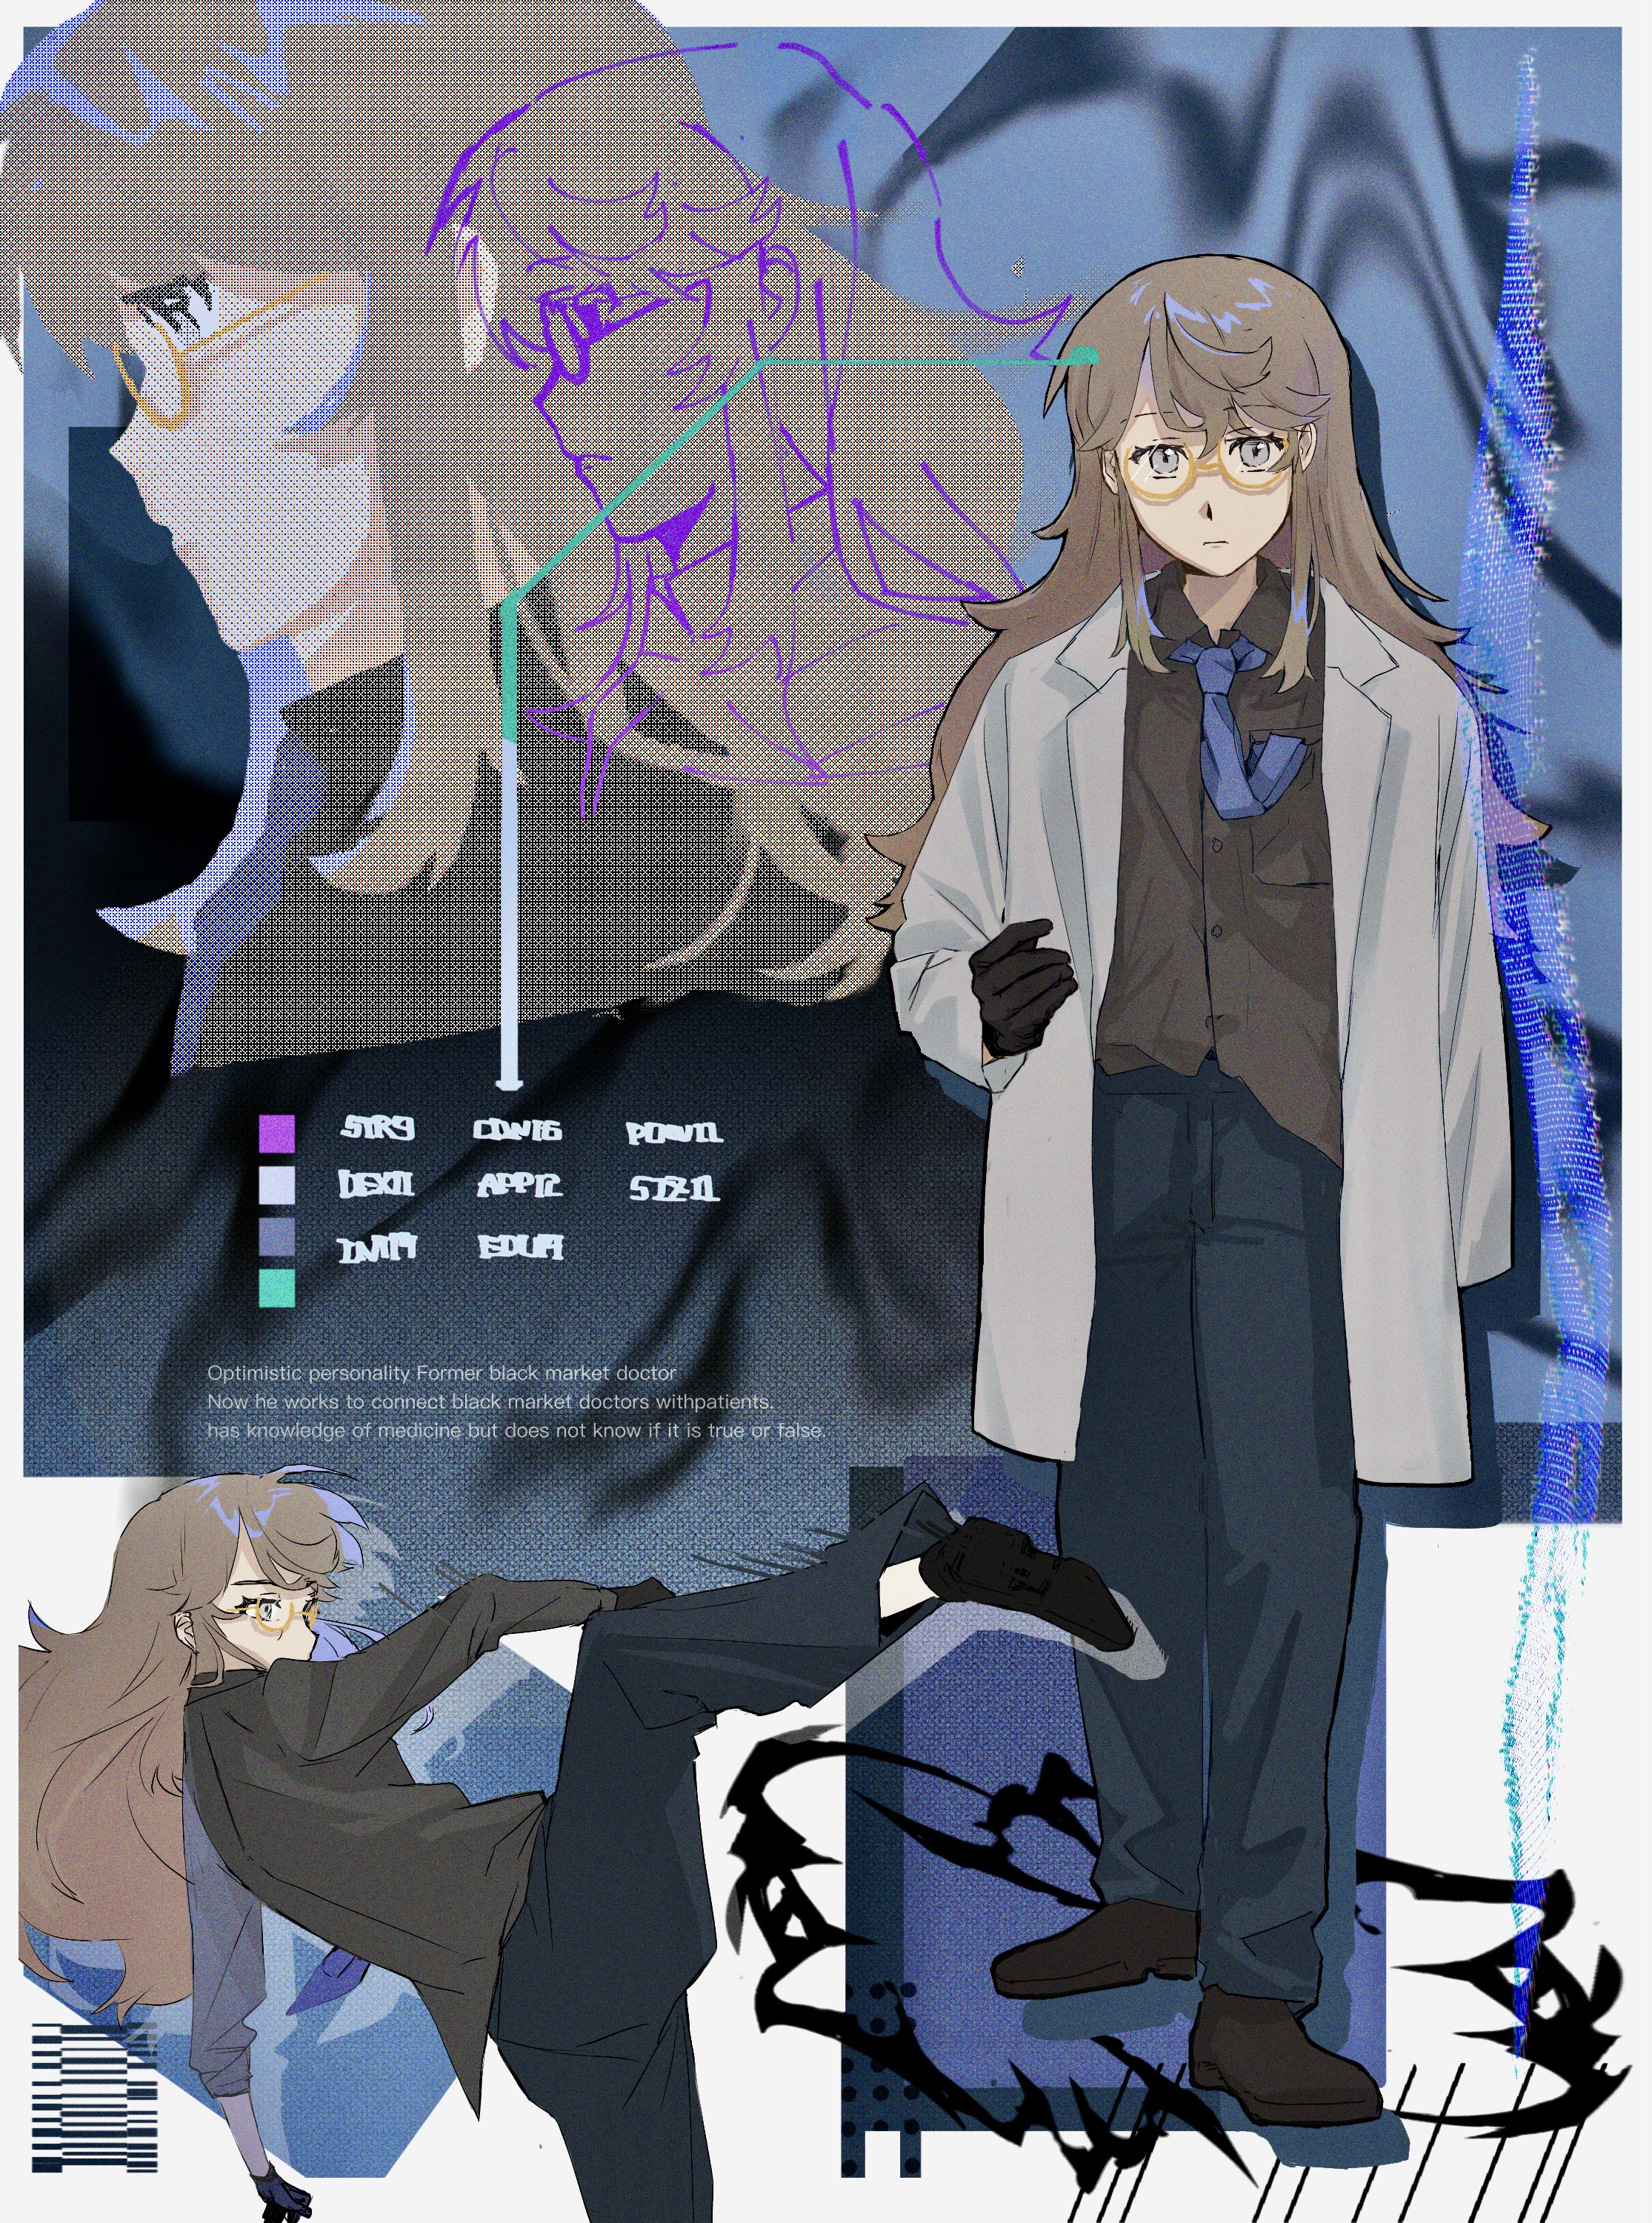 STR9 CON16 POW11
DEX11 APP12 SIZ11
INT17
Optimistic personality Former black market doctor
Now he works to connect black market doctors withpatients.
has knowledge of medicine but does not know if it is true or false.